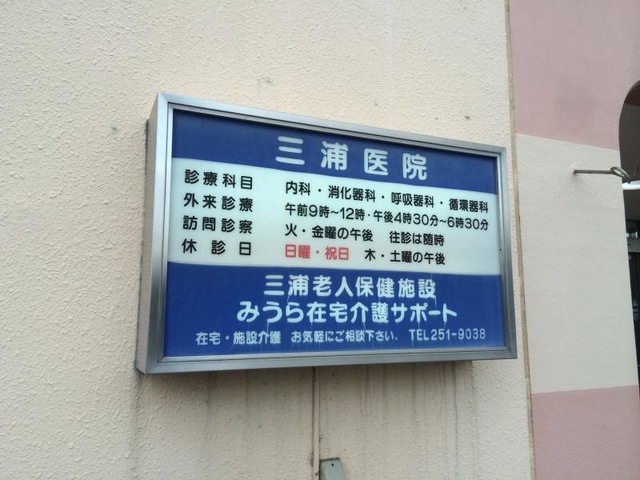 三浦医院
診療科目 内科・消化器科・呼吸器科・循環器科
外来診療 午前9時～12時・午後4時30分～6時30分
訪問診察 火・金曜の午後 往診は随時
休診日 日曜・祝日 木・土曜の午後
三浦老人保健施設
みうら在宅介護サポート
在宅・施設介護 お気軽にご相談下さい. TEL251-9038